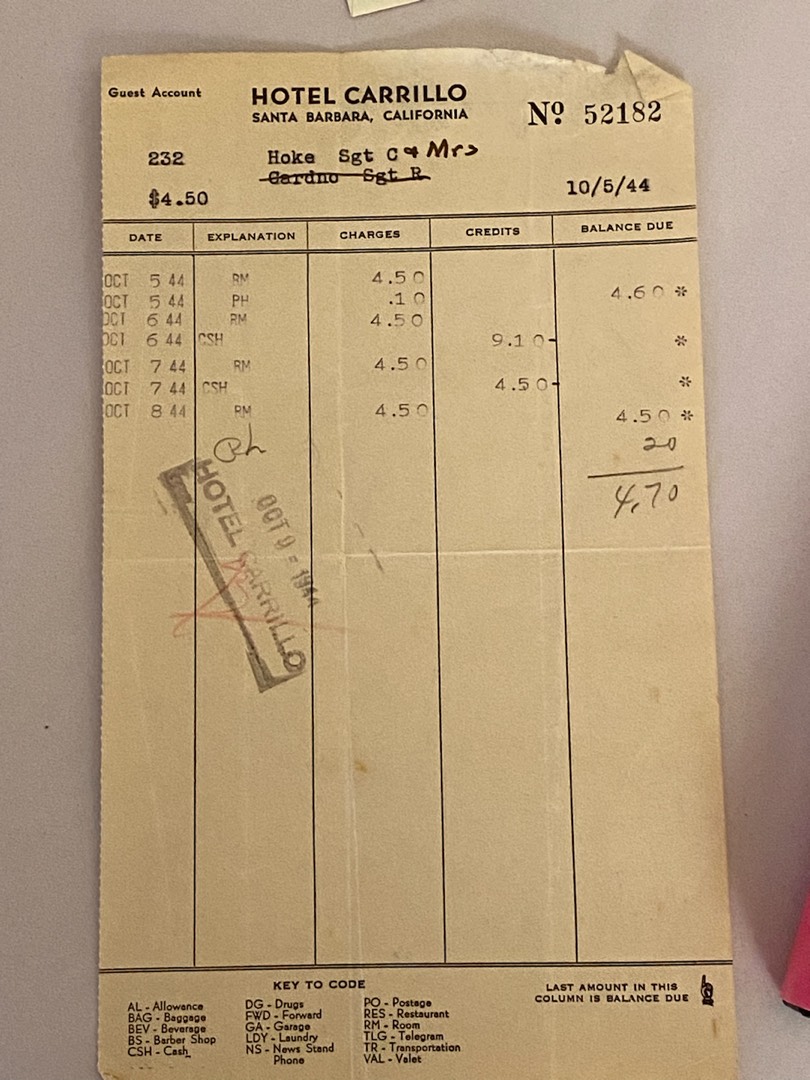 Guest Account
HOTEL CARRILLO
SANTA BARBARA, CALIFORNIA
Nº 52182
232
Hoke Sgt C & Mrs
Cardno Sgt R
$4.50
10/5/44
DATE EXPLANATION CHARGES CREDITS BALANCE DUE
OCT 5 44 RM 4.50
OCT 5 44 PH .10 4.60 *
OCT 6 44 RM 4.50
OCT 6 44 CSH 9.10- *
OCT 7 44 RM 4.50
OCT 7 44 CSH 4.50- *
OCT 8 44 RM 4.50 4.50 *
Ph 20
4.70
HOTEL CARRILLO
OCT 9 - 1944
KEY TO CODE
AL - Allowance
BAG - Baggage
BEV - Beverage
BS - Barber Shop
CSH - Cash
DG - Drugs
FWD - Forward
GA - Garage
LDY - Laundry
NS - News Stand
Phone
PO - Postage
RES - Restaurant
RM - Room
TLG - Telegram
TR - Transportation
VAL - Valet
LAST AMOUNT IN THIS
COLUMN IS BALANCE DUE